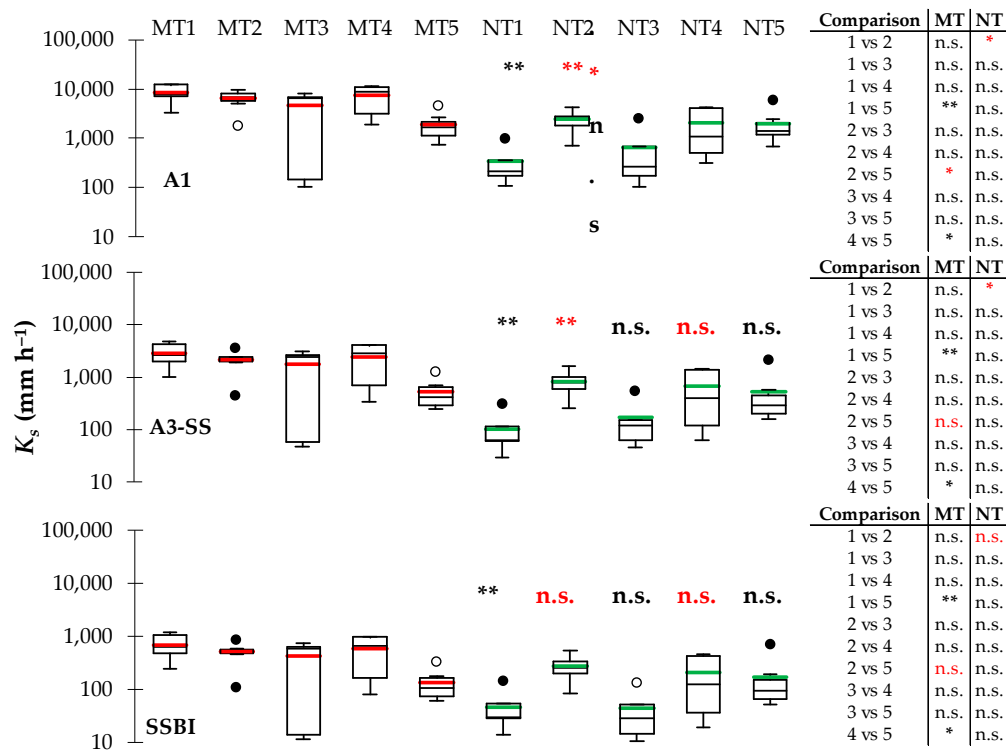 MT1 MT2 MT3 MT4 MT5 NT1 NT2 NT3 NT4 NT5
100,000
10,000
1,000
100
10
** ** *
n
.
s
.
A1
Comparison MT NT
1 vs 2 n.s. *
1 vs 3 n.s. n.s.
1 vs 4 n.s. n.s.
1 vs 5 ** n.s.
2 vs 3 n.s. n.s.
2 vs 4 n.s. n.s.
2 vs 5 * n.s.
3 vs 4 n.s. n.s.
3 vs 5 n.s. n.s.
4 vs 5 * n.s.
Ks (mm h−1)
100,000
10,000
1,000
100
10
** ** n.s. n.s. n.s.
A3-SS
Comparison MT NT
1 vs 2 n.s. *
1 vs 3 n.s. n.s.
1 vs 4 n.s. n.s.
1 vs 5 ** n.s.
2 vs 3 n.s. n.s.
2 vs 4 n.s. n.s.
2 vs 5 n.s. n.s.
3 vs 4 n.s. n.s.
3 vs 5 n.s. n.s.
4 vs 5 * n.s.
100,000
10,000
1,000
100
10
** n.s. n.s. n.s. n.s.
SSBI
Comparison MT NT
1 vs 2 n.s. n.s.
1 vs 3 n.s. n.s.
1 vs 4 n.s. n.s.
1 vs 5 ** n.s.
2 vs 3 n.s. n.s.
2 vs 4 n.s. n.s.
2 vs 5 n.s. n.s.
3 vs 4 n.s. n.s.
3 vs 5 n.s. n.s.
4 vs 5 * n.s.